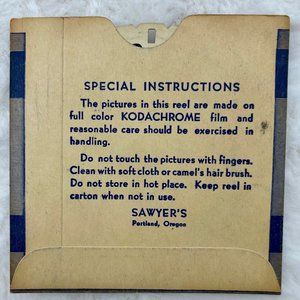 SPECIAL INSTRUCTIONS
The pictures in this reel are made on
full color KODACHROME film and
reasonable care should be exercised in
handling.
Do not touch the pictures with fingers.
Clean with soft cloth or camel's hair brush.
Do not store in hot place. Keep reel in
carton when not in use.
SAWYER'S
Portland, Oregon